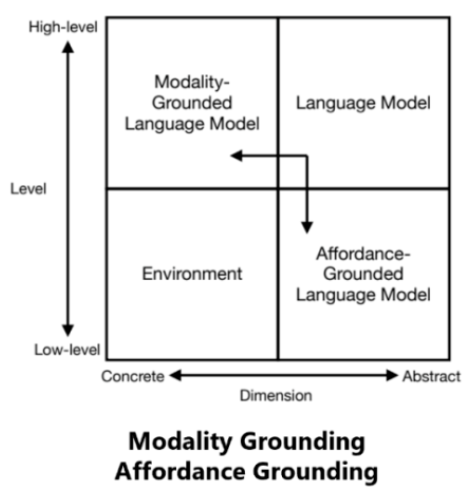 High-level
Modality-
Grounded
Language Model
Language Model
Level
Environment
Affordance-
Grounded
Language Model
Low-level
Concrete
Abstract
Dimension
Modality Grounding
Affordance Grounding